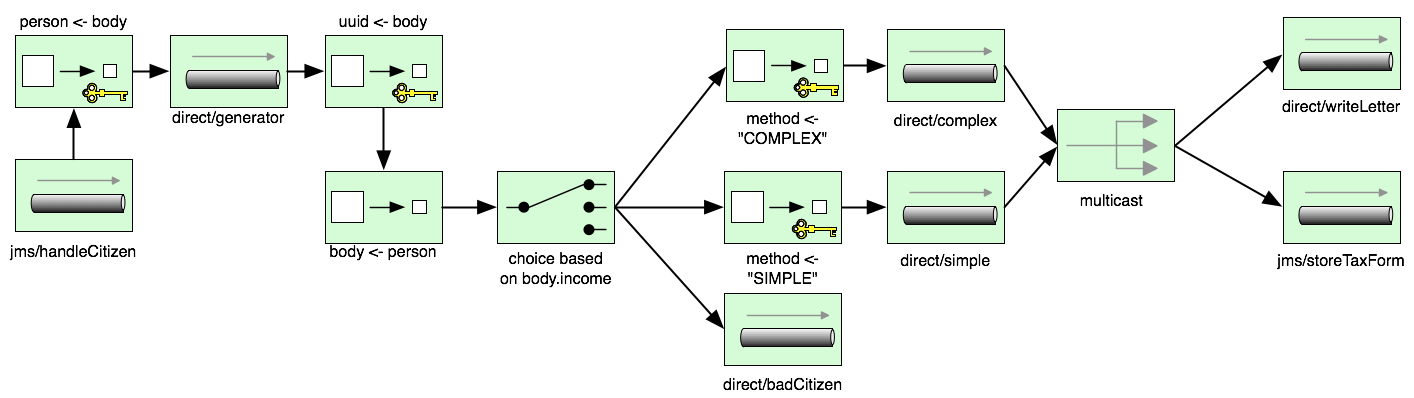 person <- body
uuid <- body
direct/generator
jms/handleCitizen
body <- person
choice based
on body.income
method <-
"COMPLEX"
direct/complex
method <-
"SIMPLE"
direct/simple
direct/badCitizen
multicast
direct/writeLetter
jms/storeTaxForm